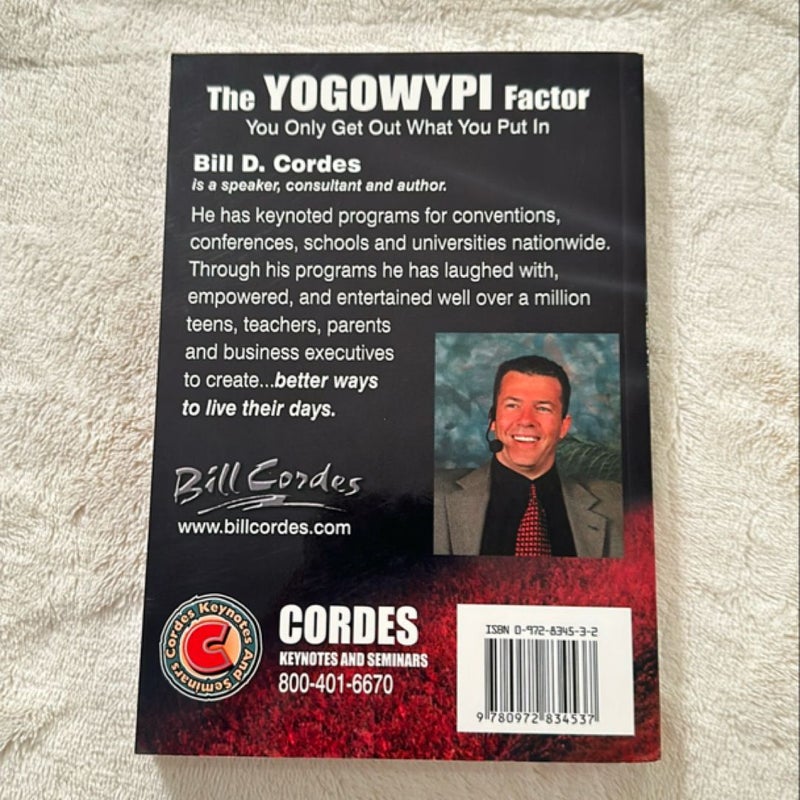 The YOGOWYPI Factor
You Only Get Out What You Put In
Bill D. Cordes
is a speaker, consultant and author.
He has keynoted programs for conventions,
conferences, schools and universities nationwide.
Through his programs he has laughed with,
empowered, and entertained well over a million
teens, teachers, parents
and business executives
to create...better ways
to live their days.
Bill Cordes
www.billcordes.com
Cordes Keynotes And Seminars
C
CORDES
KEYNOTES AND SEMINARS
800-401-6670
ISBN 0-972-8345-3-2
9 780972 834537